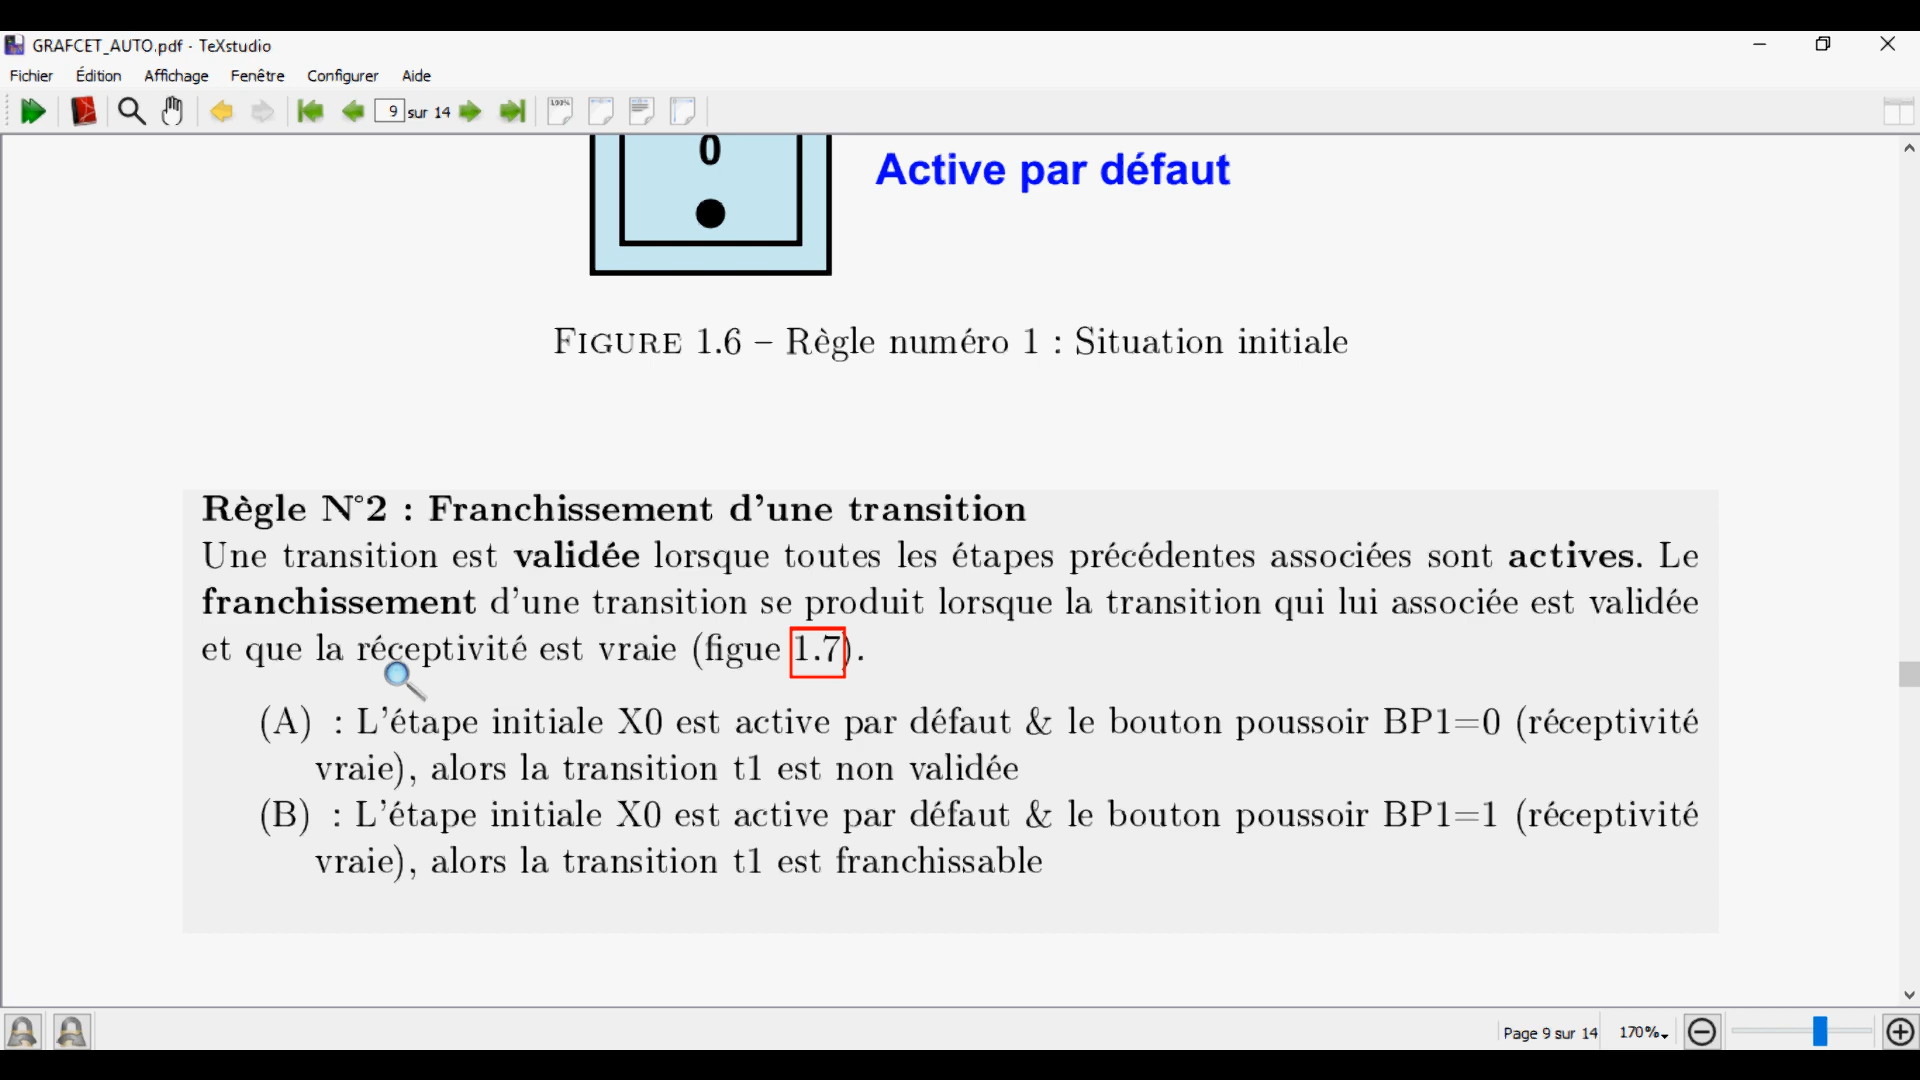 GRAFCET_AUTO.pdf - TeXstudio
Fichier Édition Affichage Fenêtre Configurer Aide
9 sur 14 100%
0
Active par défaut
FIGURE 1.6 – Règle numéro 1 : Situation initiale
Règle N°2 : Franchissement d'une transition
Une transition est validée lorsque toutes les étapes précédentes associées sont actives. Le
franchissement d'une transition se produit lorsque la transition qui lui associée est validée
et que la réceptivité est vraie (figue 1.7).
(A) : L'étape initiale X0 est active par défaut & le bouton poussoir BP1=0 (réceptivité
vraie), alors la transition t1 est non validée
(B) : L'étape initiale X0 est active par défaut & le bouton poussoir BP1=1 (réceptivité
vraie), alors la transition t1 est franchissable
Page 9 sur 14 170%